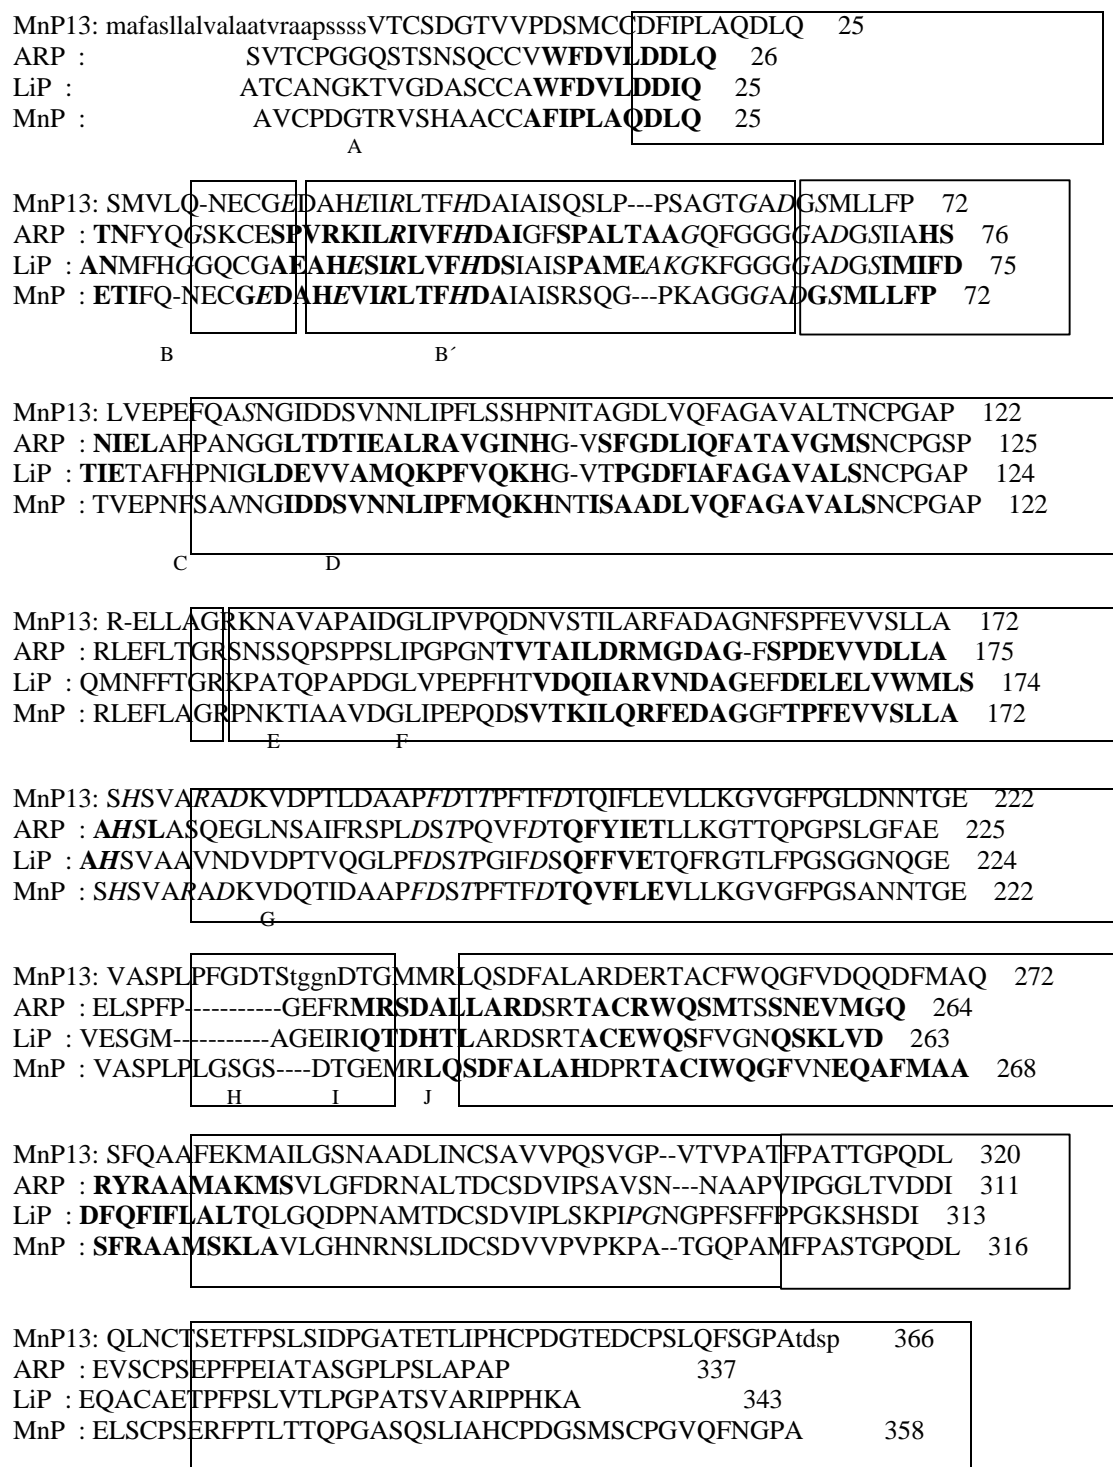 MnP13: mafasllalvalaatvraapssssVTCSDGTVVPDSMCCDFIPLAQDLQ 25
ARP : SVTCPGGQSTSNSQCCVWFDVLDDLQ 26
LiP : ATCANGKTVGDASCCAWFDVLDDIQ 25
MnP : AVCPDGTRVSHAACCAFIPLAQDLQ 25
A
MnP13: SMVLQ-NECGEDAHEIIRLTFHDAIAISQSLP---PSAGTGADGSMLLFP 72
ARP : TNFYQGSKCESPVRKILRIVFHDAIGFSPALTAAGQFGGGGADGSIIAHS 76
LiP : ANMFHGGQCGAEAHESIRLVFHDSIAISPAMEAKGKFGGGGADGSIMIFD 75
MnP : ETIFQ-NECGEDAHEVIRLTFHDAIAISRSQG---PKAGGGADGSMLLFP 72
B B´
MnP13: LVEPEFQASNGIDDSVNNLIPFLSSHPNITAGDLVQFAGAVALTNCPGAP 122
ARP : NIELAFPANGGLTDTIEALRAVGINHG-VSFGDLIQFATAVGMSNCPGSP 125
LiP : TIETAFHPNIGLDEVVAMQKPFVQKHG-VTPGDFIAFAGAVALSNCPGAP 124
MnP : TVEPNFSANNGIDDSVNNLIPFMQKHNTISAADLVQFAGAVALSNCPGAP 122
C D
MnP13: R-ELLAGRKNAVAPAIDGLIPVPQDNVSTILARFADAGNFSPFEVVSLLA 172
ARP : RLEFLTGRSNSSQPSPPSLIPGPGNTVTAILDRMGDAG-FSPDEVVDLLA 175
LiP : QMNFFTGRKPATQPAPDGLVPEPFHTVDQIIARVNDAGEFDELELVWMLS 174
MnP : RLEFLAGRPNKTIAAVDGLIPEPQDSVTKILQRFEDAGGFTPFEVVSLLA 172
E F
MnP13: SHSVARADKVDPTLDAAPFDTTPFTFDTQIFLEVLLKGVGFPGLDNNTGE 222
ARP : AHSLASQEGLNSAIFRSPLDSTPQVFDTQFYIETLLKGTTQPGPSLGFAE 225
LiP : AHSVAAVNDVDPTVQGLPFDSTPGIFDSQFFVETQFRGTLFPGSGGNQGE 224
MnP : SHSVARADKVDQTIDAAPFDSTPFTFDTQVFLEVLLKGVGFPGSANNTGE 222
G
MnP13: VASPLPFGDTStggnDTGMMRLQSDFALARDERTACFWQGFVDQQDFMAQ 272
ARP : ELSPFP-----------GEFRMRSDALLARDSRTACRWQSMTSSNEVMGQ 264
LiP : VESGM-----------AGEIRIQTDHTLARDSRTACEWQSFVGNQSKLVD 263
MnP : VASPLPLGSGS----DTGEMRLQSDFALAHDPRTACIWQGFVNEQAFMAA 268
H I J
MnP13: SFQAAFEKMAILGSNAADLINCSAVVPQSVGP--VTVPATFPATTGPQDL 320
ARP : RYRAAMAKMSVLGFDRNALTDCSDVIPSAVSN---NAAPVIPGGLTVDDI 311
LiP : DFQFIFLALTQLGQDPNAMTDCSDVIPLSKPIPGNGPFSFFPPGKSHSDI 313
MnP : SFRAAMSKLAVLGHNRNSLIDCSDVVPVPKPA--TGQPAMFPASTGPQDL 316
MnP13: QLNCTSETFPSLSIDPGATETLIPHCPDGTEDCPSLQFSGPAtdsp 366
ARP : EVSCPSEPFPEIATASGPLPSLAPAP 337
LiP : EQACAETPFPSLVTLPGPATSVARIPPHKA 343
MnP : ELSCPSERFPTLTTQPGASQSLIAHCPDGSMSCPGVQFNGPA 358